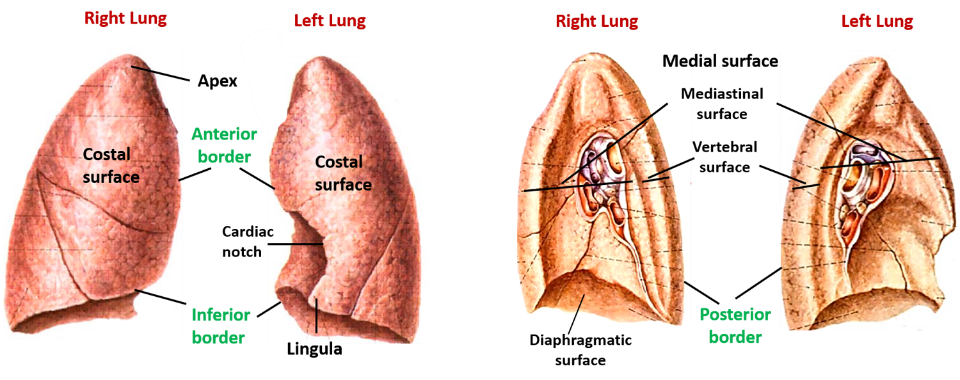 Right Lung
Left Lung
Right Lung
Left Lung
Apex
Medial surface
Mediastinal
surface
Anterior
border
Costal
surface
Costal
surface
Vertebral
surface
Cardiac
notch
Inferior
border
Lingula
Posterior
border
Diaphragmatic
surface